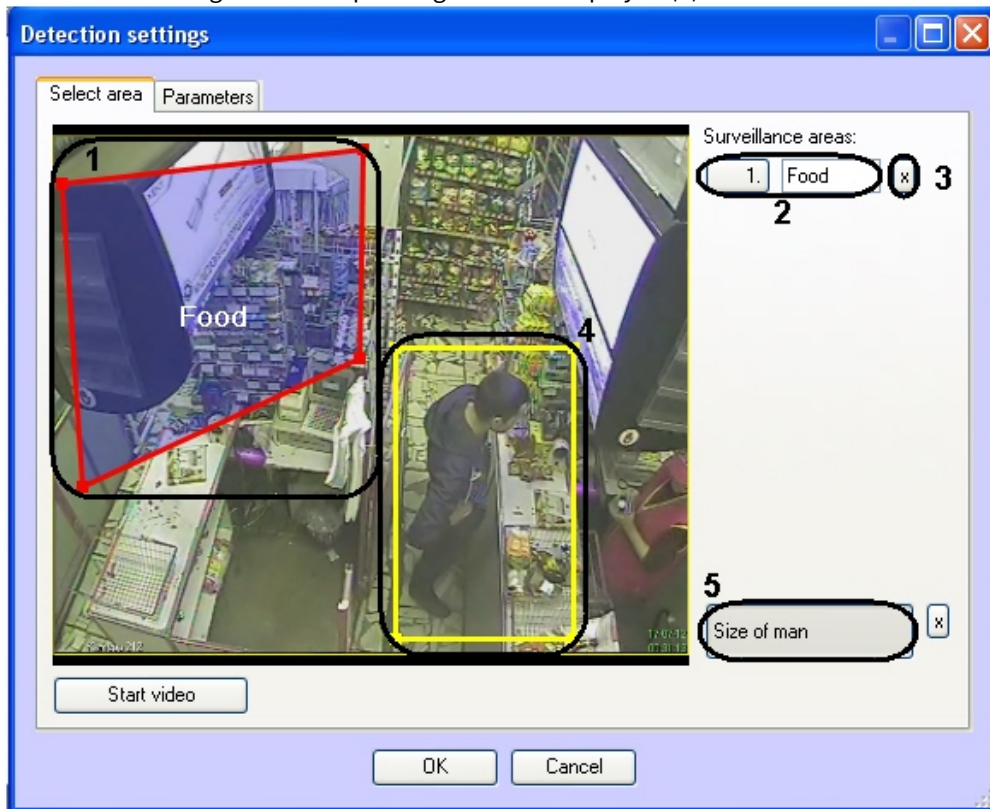 Detection settings
Select area Parameters
Surveillance areas:
1
1. Food x 3
2
Food
4
5
Size of man x
Start video
OK Cancel